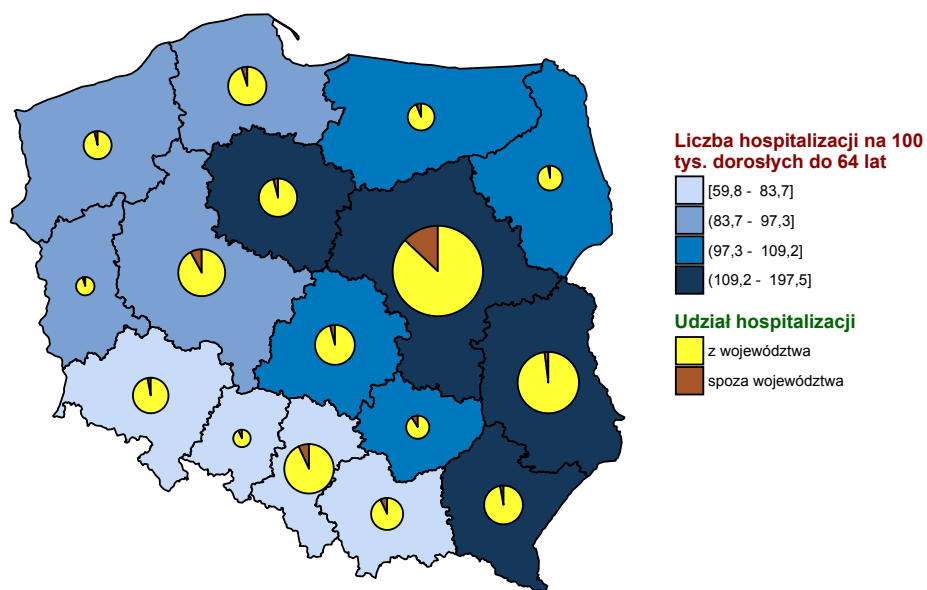 Liczba hospitalizacji na 100
tys. dorosłych do 64 lat
[59,8 - 83,7]
(83,7 - 97,3]
(97,3 - 109,2]
(109,2 - 197,5]
Udział hospitalizacji
z województwa
spoza województwa